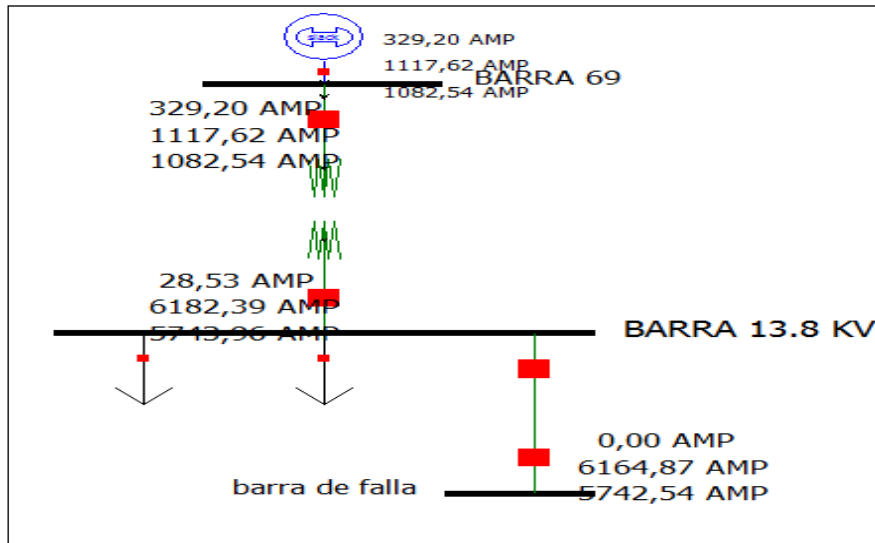 slack
329,20 AMP
1117,62 AMP
BARRA 69
1082,54 AMP
329,20 AMP
1117,62 AMP
1082,54 AMP
28,53 AMP
6182,39 AMP
5743,96 AMP
BARRA 13.8 KV
0,00 AMP
6164,87 AMP
barra de falla
5742,54 AMP